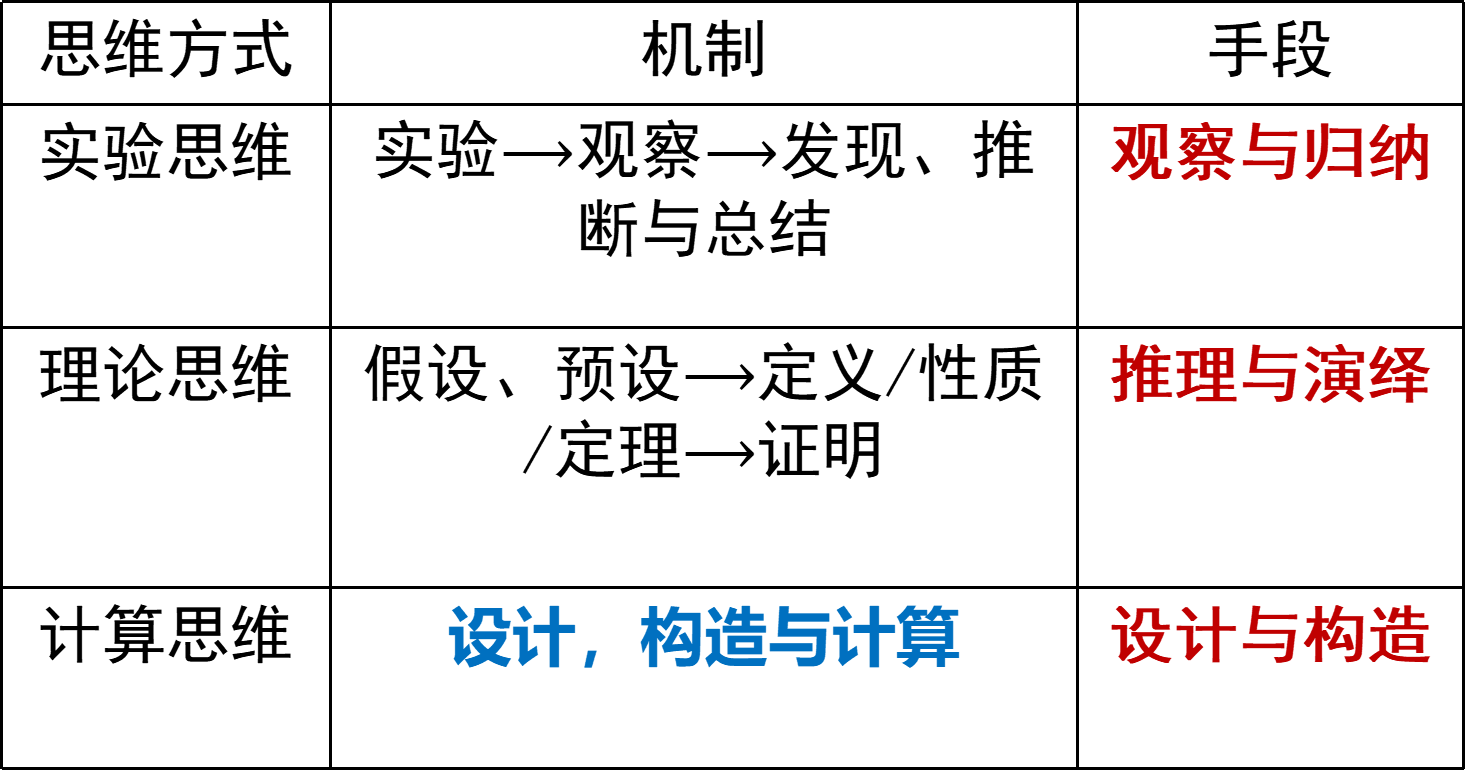 思维方式 机制 手段
实验思维 实验→观察→发现、推断与总结 观察与归纳
理论思维 假设、预设→定义/性质/定理→证明 推理与演绎
计算思维 设计，构造与计算 设计与构造